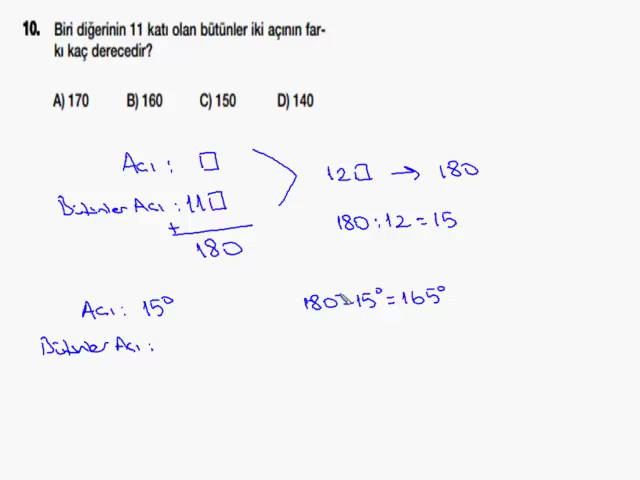 10. Biri diğerinin 11 katı olan bütünler iki açının far-
kı kaç derecedir?
A) 170 B) 160 C) 150 D) 140
Açı : □
Bütünler Açı : 11□
+
180
12□ → 180
180 : 12 = 15
Açı : 15°
Bütünler Açı :
180 - 15° = 165°